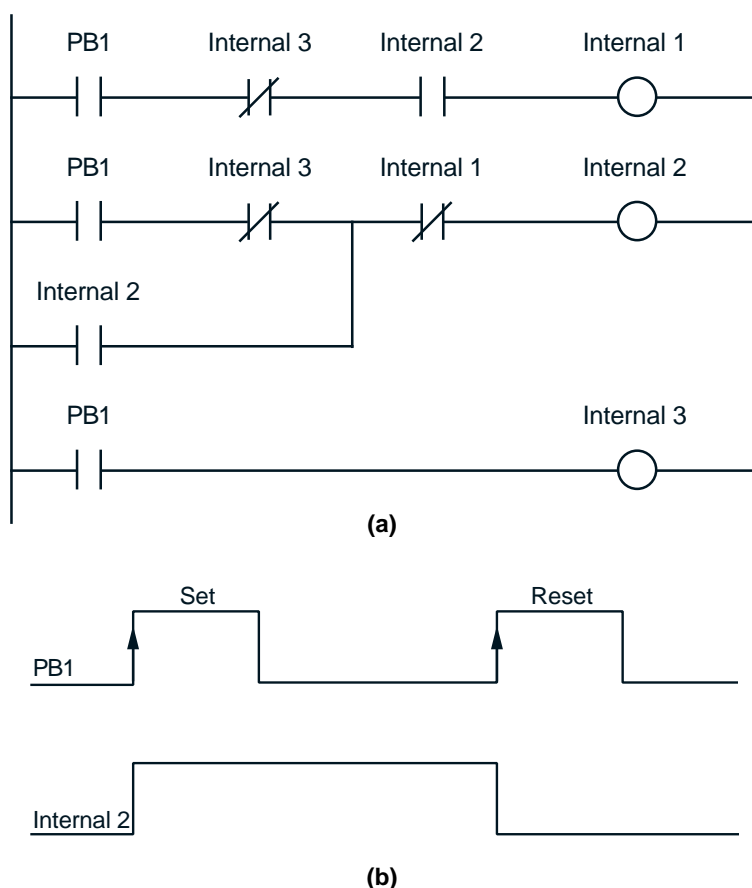 PB1 Internal 3 Internal 2 Internal 1
PB1 Internal 3 Internal 1 Internal 2
Internal 2
PB1 Internal 3
(a)
Set Reset
PB1
Internal 2
(b)